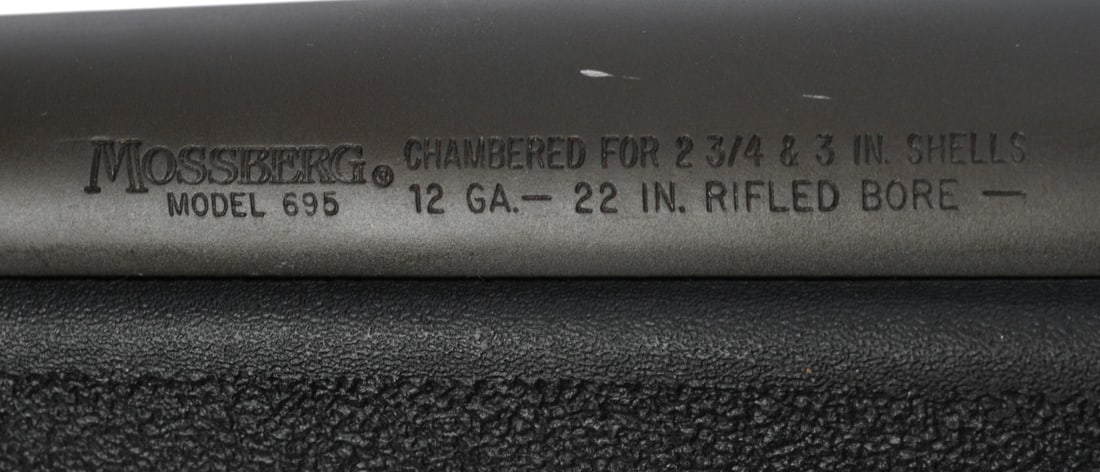 MOSSBERG® CHAMBERED FOR 2 3/4 & 3 IN. SHELLS
MODEL 695 12 GA.— 22 IN. RIFLED BORE —